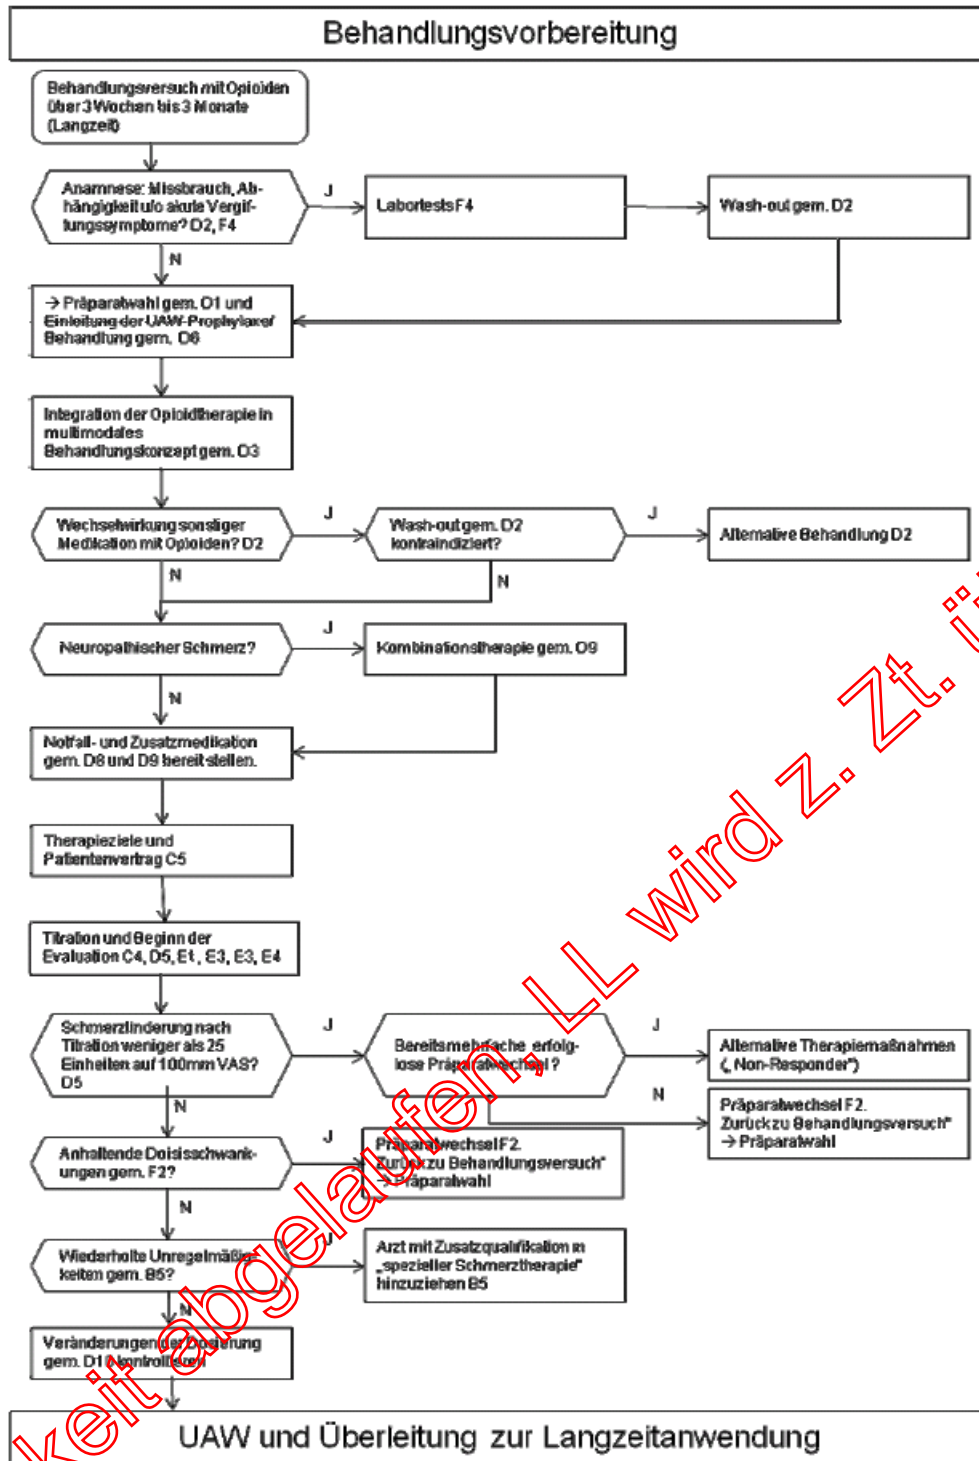 Behandlungsvorbereitung
Behandlungsversuch mit Opioiden
über 3 Wochen bis 3 Monate
(Langzeit)
Anamnese: Missbrauch, Ab-
hängigkeit u/o akute Vergif-
tungssymptome? D2, F4
J
Labortests F4
Wash-out gem. D2
N
→ Präparatwahl gem. D1 und
Einleitung der UAW-Prophylaxe/
Behandlung gem. D6
Integration der Opioidtherapie in
multimodales
Behandlungskonzept gem. D3
Wechselwirkung sonstiger
Medikation mit Opioiden? D2
J
Wash-out gem. D2
kontraindiziert?
J
Alternative Behandlung D2
N
N
Neuropathischer Schmerz?
J
Kombinationstherapie gem. D9
N
Notfall- und Zusatzmedikation
gem. D8 und D9 bereit stellen.
Therapieziele und
Patientenvertrag C5
Titration und Beginn der
Evaluation C4, D5, E1, E3, E3, E4
Schmerzlinderung nach
Titration weniger als 25
Einheiten auf 100mm VAS?
D5
J
Bereits mehrfache erfolg-
lose Präparatwechsel?
J
Alternative Therapiemaßnahmen
(„Non-Responder")
N
Präparatwechsel F2.
Zurück zu Behandlungsversuch"
→ Präparatwahl
N
Anhaltende Doisisschwank-
ungen gem. F2?
J
Präparatwechsel F2.
Zurück zu Behandlungsversuch"
→ Präparatwahl
N
Wiederholte Unregelmäßig-
keiten gem. B5?
J
Arzt mit Zusatzqualifikation in
„spezieller Schmerztherapie"
hinzuziehen B5
N
Veränderungen der Dosierung
gem. D10 kontrollieren
UAW und Überleitung zur Langzeitanwendung
keit abgelaufen, LL wird z. Zt. ü